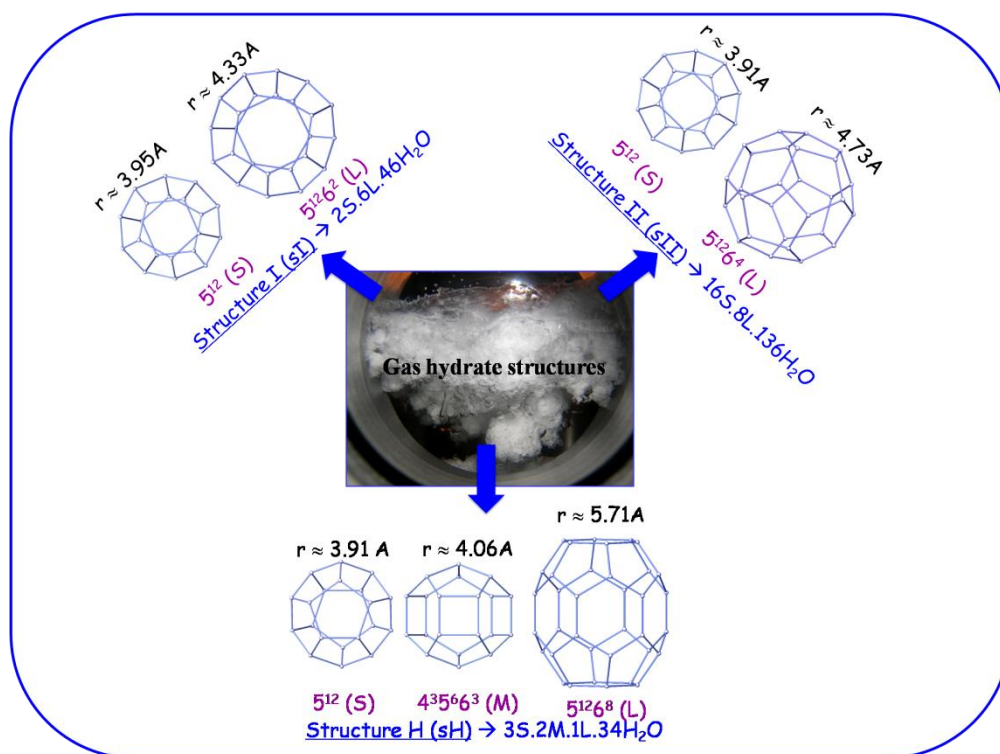 r ≈ 4.33A
r ≈ 3.95A
5¹²6² (L)
5¹² (S)
Structure I (sI) → 2S.6L.46H₂O
r ≈ 3.91A
r ≈ 4.73A
5¹² (S)
5¹²6⁴ (L)
Structure II (sII) → 16S.8L.136H₂O
Gas hydrate structures
r ≈ 3.91 A
r ≈ 4.06A
r ≈ 5.71A
5¹² (S)
4³5⁶6³ (M)
5¹²6⁸ (L)
Structure H (sH) → 3S.2M.1L.34H₂O